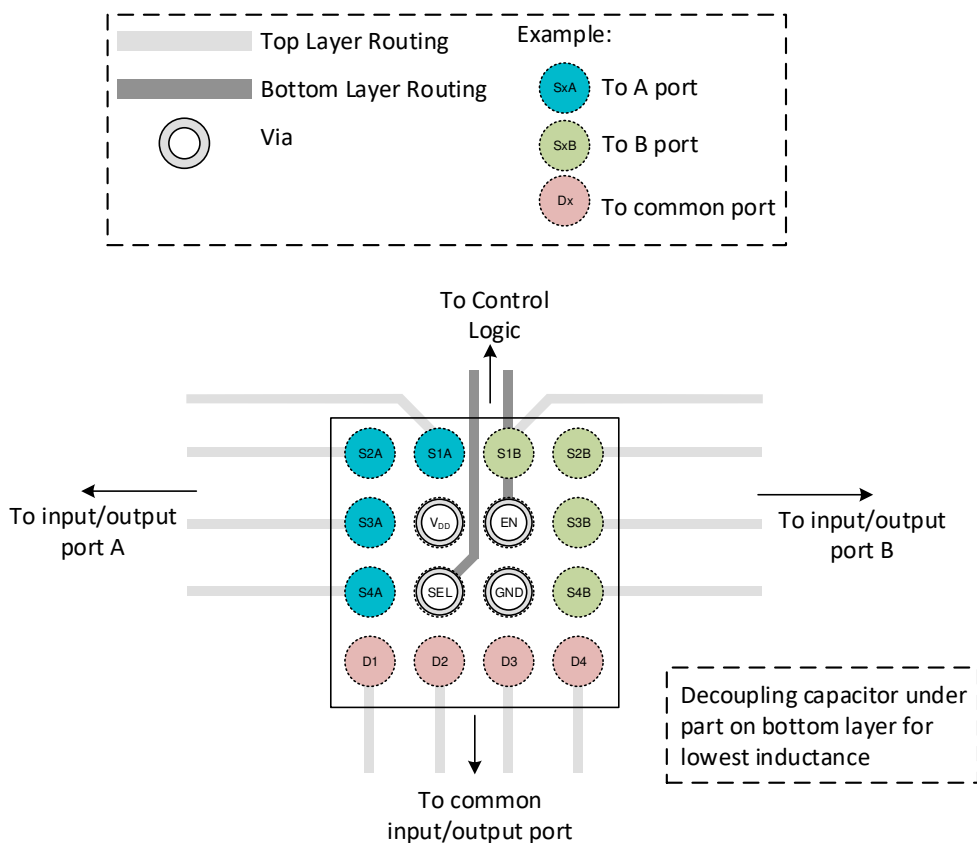 Top Layer Routing
Bottom Layer Routing
Via
Example:
SxA To A port
SxB To B port
Dx To common port
To Control
Logic
S2A S1A S1B S2B
To input/output
port A
S3A VDD EN S3B
To input/output
port B
S4A SEL GND S4B
D1 D2 D3 D4
Decoupling capacitor under
part on bottom layer for
lowest inductance
To common
input/output port